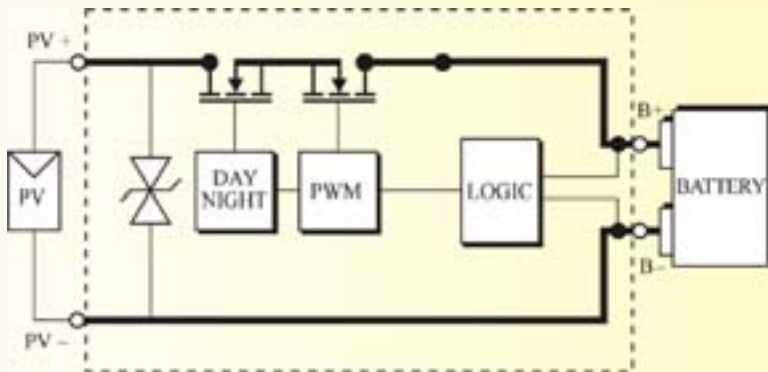 PV +
B+
PV
DAY
NIGHT
PWM
LOGIC
BATTERY
B–
PV –